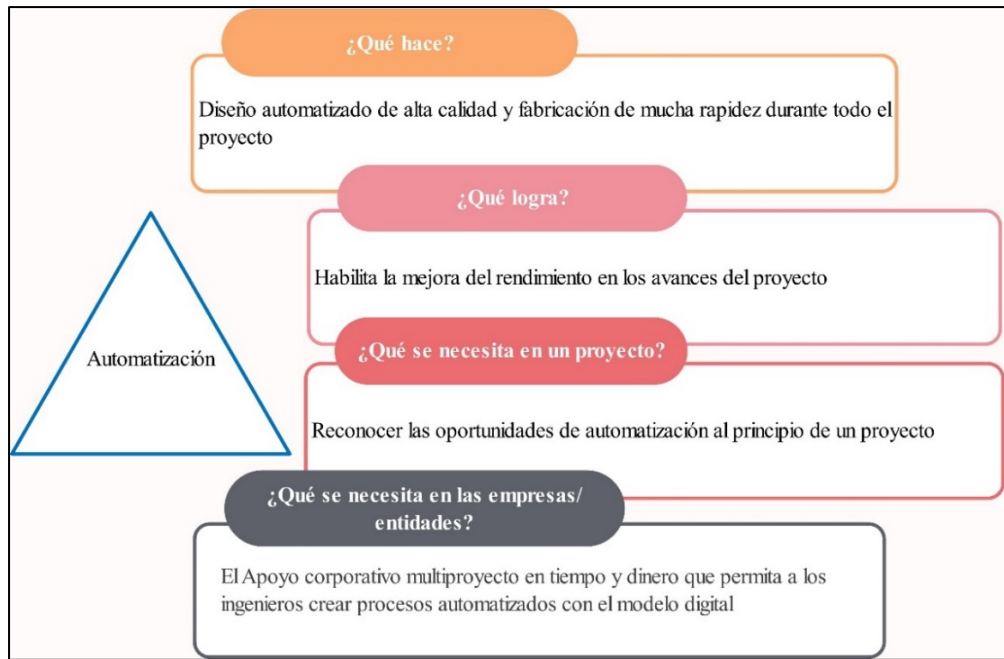 ¿Qué hace?
Diseño automatizado de alta calidad y fabricación de mucha rapidez durante todo el
proyecto
¿Qué logra?
Habilita la mejora del rendimiento en los avances del proyecto
Automatización
¿Qué se necesita en un proyecto?
Reconocer las oportunidades de automatización al principio de un proyecto
¿Qué se necesita en las empresas/
entidades?
El Apoyo corporativo multiproyecto en tiempo y dinero que permita a los
ingenieros crear procesos automatizados con el modelo digital